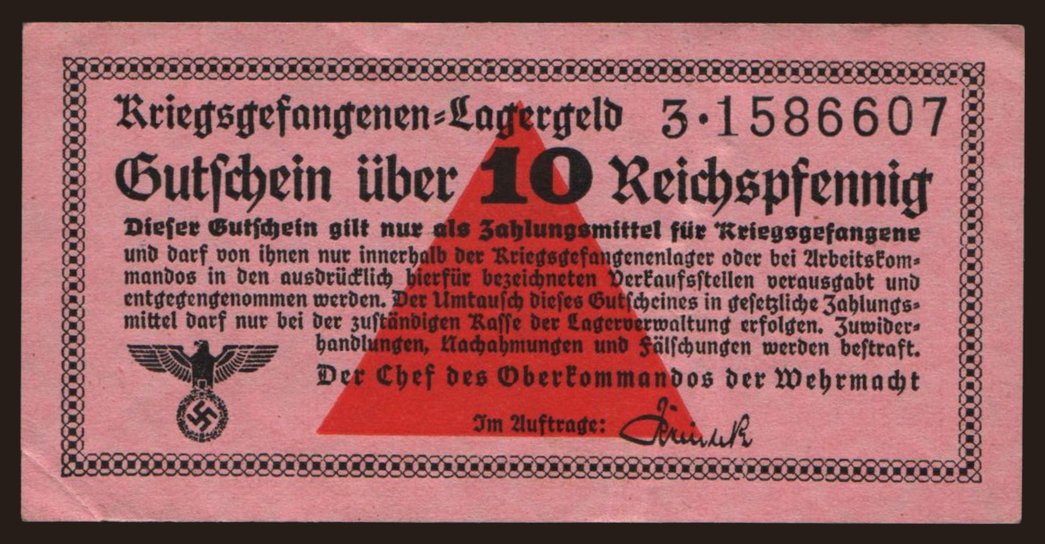 Kriegsgefangenen-Lagergeld 3·1586607
Gutschein über 10 Reichspfennig
Dieser Gutschein gilt nur als Zahlungsmittel für Kriegsgefangene
und darf von ihnen nur innerhalb der Kriegsgefangenenlager oder bei Arbeitskom-
mandos in den ausdrücklich hierfür bezeichneten Verkaufsstellen verausgabt und
entgegengenommen werden. Der Umtausch dieses Gutscheines in gesetzliche Zahlungs-
mittel darf nur bei der zuständigen Kasse der Lagerverwaltung erfolgen. Zuwider-
handlungen, Nachahmungen und Fälschungen werden bestraft.
Der Chef des Oberkommandos der Wehrmacht
Im Auftrage: